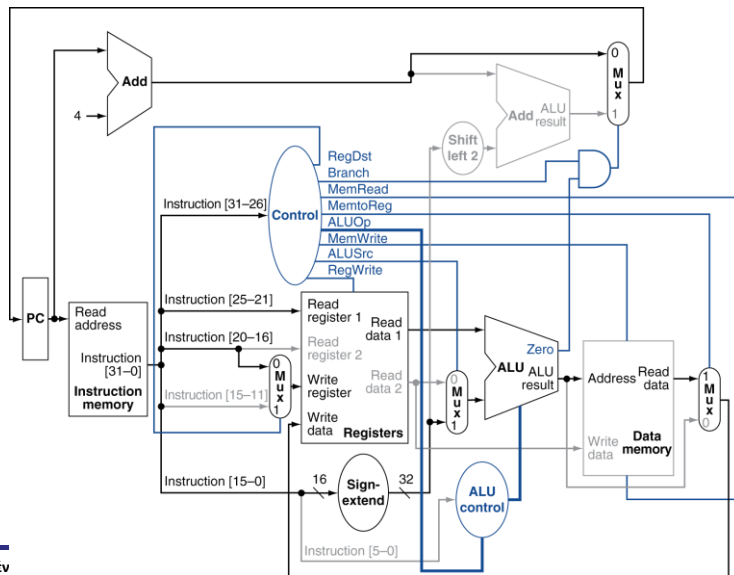 0
M
u
x
1
Add
4
Add
ALU
result
Shift
left 2
RegDst
Branch
MemRead
MemtoReg
ALUOp
MemWrite
ALUSrc
RegWrite
Control
Instruction [31–26]
PC
Read
address
Instruction
[31–0]
Instruction
memory
Instruction [25–21]
Instruction [20–16]
Instruction [15–11]
0
M
u
x
1
Read
register 1
Read
register 2
Write
register
Write
data
Read
data 1
Read
data 2
Registers
0
M
u
x
1
Zero
ALU
ALU
result
Address
Read
data
Write
data
Data
memory
1
M
u
x
0
Instruction [15–0]
16
Sign-
extend
32
ALU
control
Instruction [5–0]